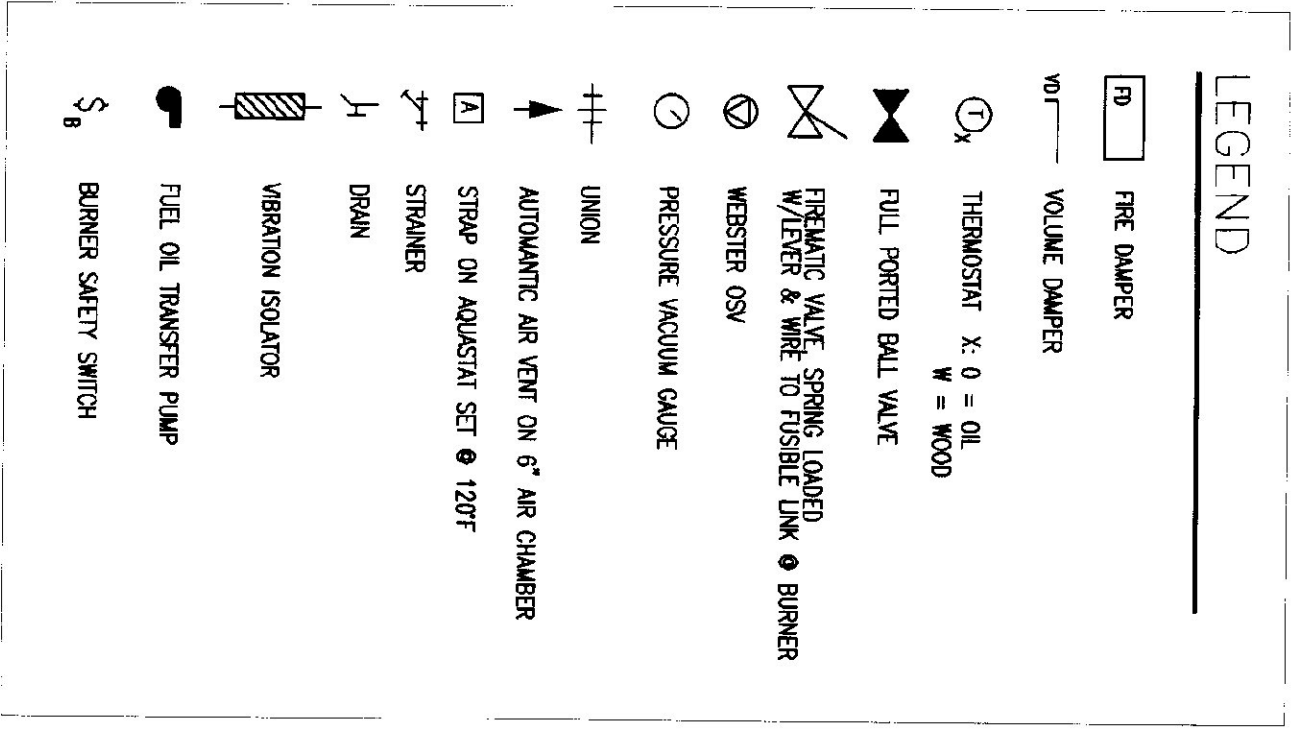 LEGEND
FD FIRE DAMPER
VD VOLUME DAMPER
T X THERMOSTAT X: O = OIL
W = WOOD
FULL PORTED BALL VALVE
FIREMATIC VALVE, SPRING LOADED
W/LEVER & WIRE TO FUSIBLE LINK @ BURNER
WEBSTER OSV
PRESSURE VACUUM GAUGE
UNION
AUTOMANTIC AIR VENT ON 6" AIR CHAMBER
A STRAP ON AQUASTAT SET @ 120°F
STRAINER
DRAIN
VIBRATION ISOLATOR
FUEL OIL TRANSFER PUMP
$B BURNER SAFETY SWITCH